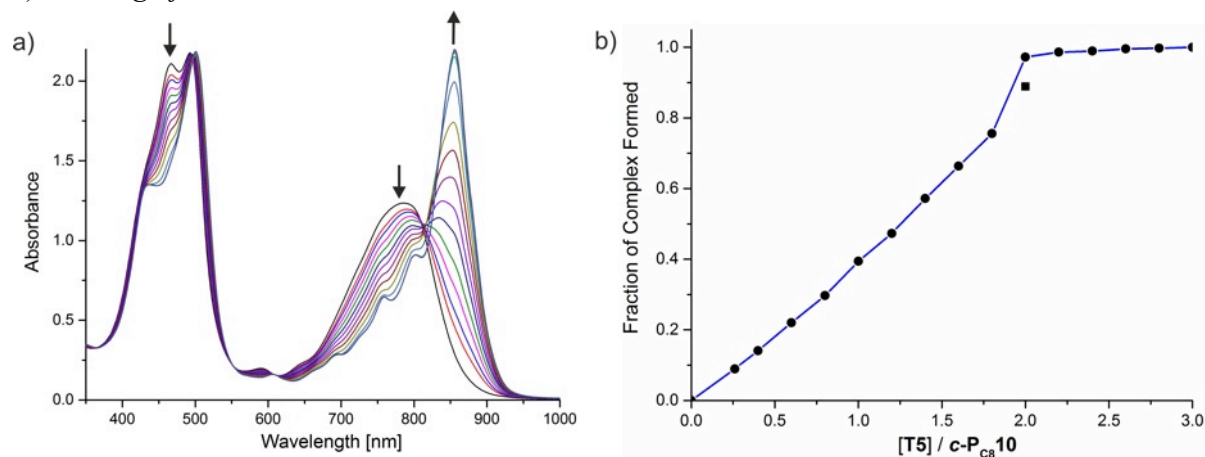 a)
2.0
1.5
1.0
0.5
0.0
Absorbance
400 500 600 700 800 900 1000
Wavelength [nm]
b)
1.0
0.8
0.6
0.4
0.2
0.0
Fraction of Complex Formed
0.0 0.5 1.0 1.5 2.0 2.5 3.0
[T5] / c-PC810